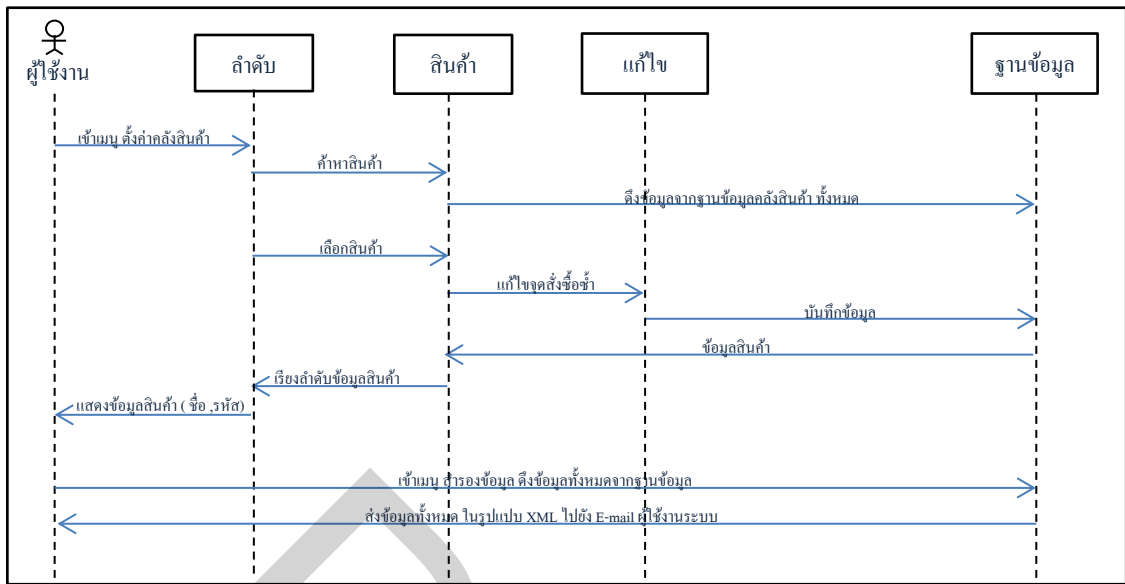 ผู้ใช้งาน
ลำดับ
สินค้า
แก้ไข
ฐานข้อมูล
เข้าเมนู ตั้งค่าคลังสินค้า
ค้าหาสินค้า
ดึงข้อมูลจากฐานข้อมูลคลังสินค้า ทั้งหมด
เลือกสินค้า
แก้ไขจุดสั่งซื้อซ้ำ
บันทึกข้อมูล
ข้อมูลสินค้า
เรียงลำดับข้อมูลสินค้า
แสดงข้อมูลสินค้า ( ชื่อ ,รหัส)
เข้าเมนู สำรองข้อมูล ดึงข้อมูลทั้งหมดจากฐานข้อมูล
ส่งข้อมูลทั้งหมด ในรูปแปบ XML ไปยัง E-mail ผู้ใช้งานระบบ